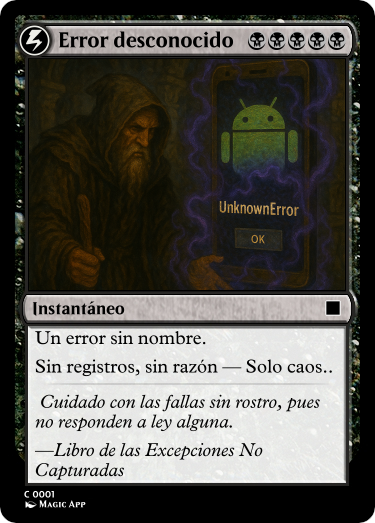 Error desconocido
UnknownError
OK
Instantáneo
Un error sin nombre.
Sin registros, sin razón — Solo caos..
Cuidado con las fallas sin rostro, pues
no responden a ley alguna.
—Libro de las Excepciones No
Capturadas
C 0001
Magic App